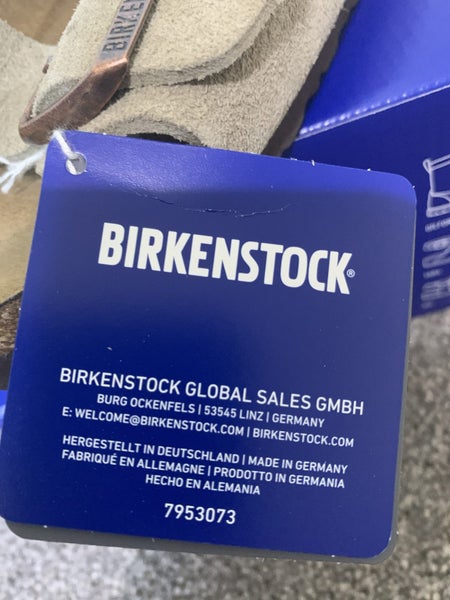 BIRKENSTOCK®
BIRKENSTOCK GLOBAL SALES GMBH
BURG OCKENFELS | 53545 LINZ | GERMANY
E: WELCOME@BIRKENSTOCK.COM | BIRKENSTOCK.COM
HERGESTELLT IN DEUTSCHLAND | MADE IN GERMANY
FABRIQUÉ EN ALLEMAGNE | PRODOTTO IN GERMANIA
HECHO EN ALEMANIA
7953073